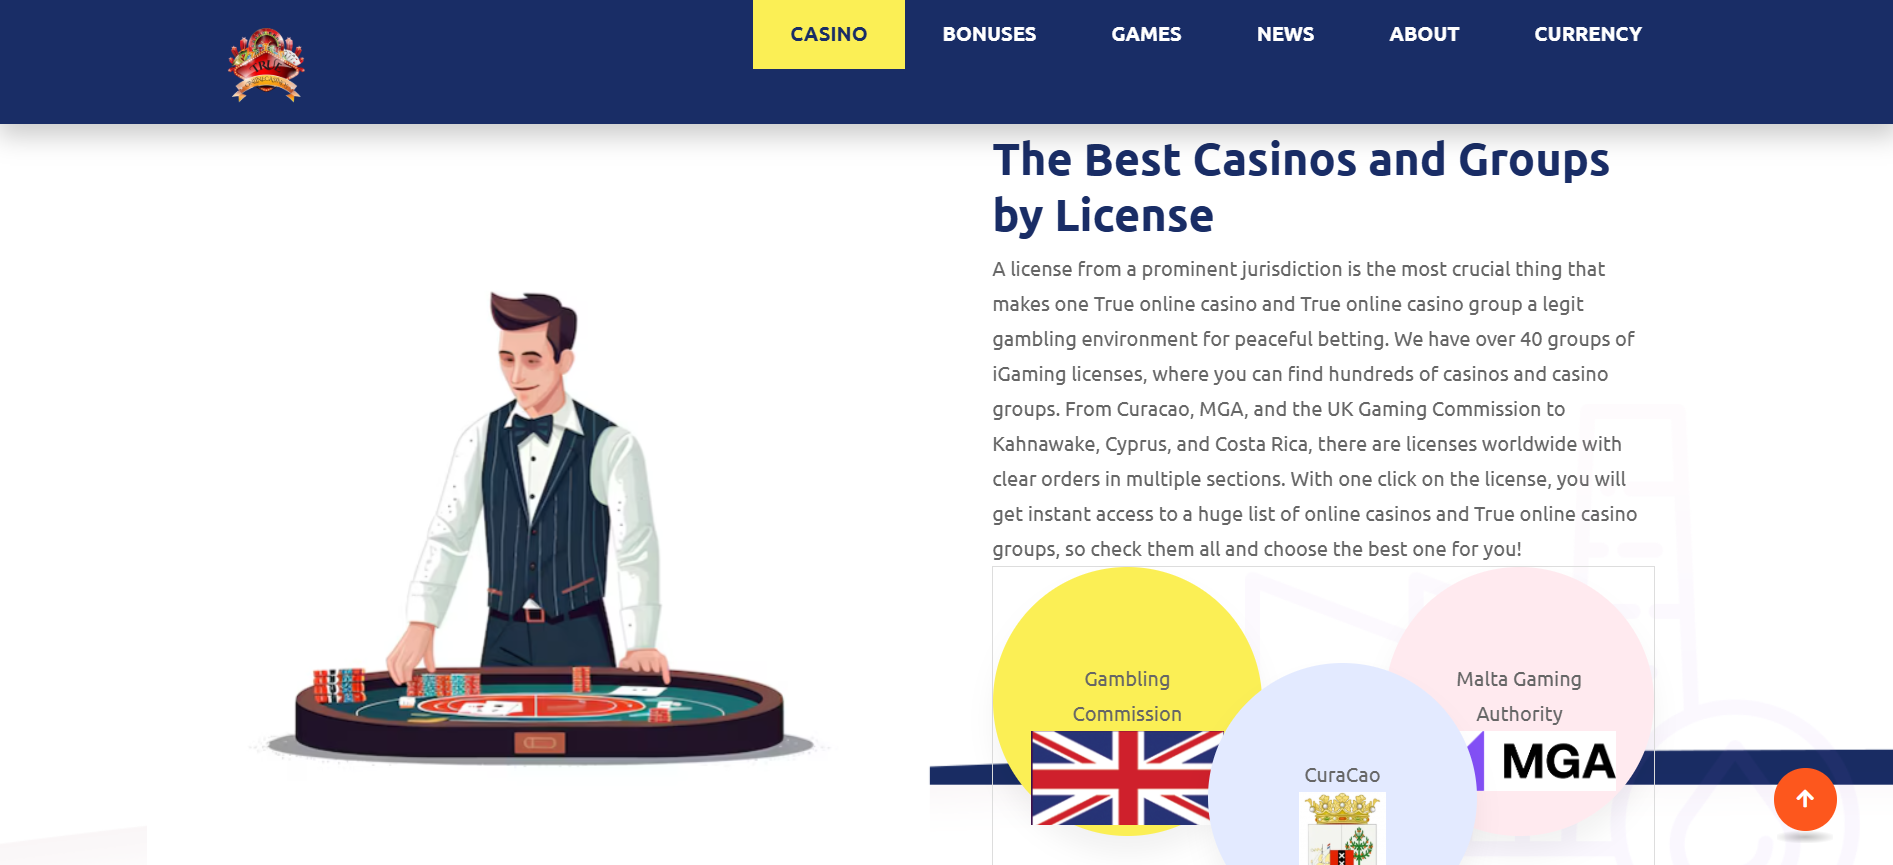 CASINO
BONUSES
GAMES
NEWS
ABOUT
CURRENCY
TRUE
The Best Casinos and Groups
by License
A license from a prominent jurisdiction is the most crucial thing that
makes one True online casino and True online casino group a legit
gambling environment for peaceful betting. We have over 40 groups of
iGaming licenses, where you can find hundreds of casinos and casino
groups. From Curacao, MGA, and the UK Gaming Commission to
Kahnawake, Cyprus, and Costa Rica, there are licenses worldwide with
clear orders in multiple sections. With one click on the license, you will
get instant access to a huge list of online casinos and True online casino
groups, so check them all and choose the best one for you!
Gambling
Commission
Malta Gaming
Authority
MGA
CuraCao